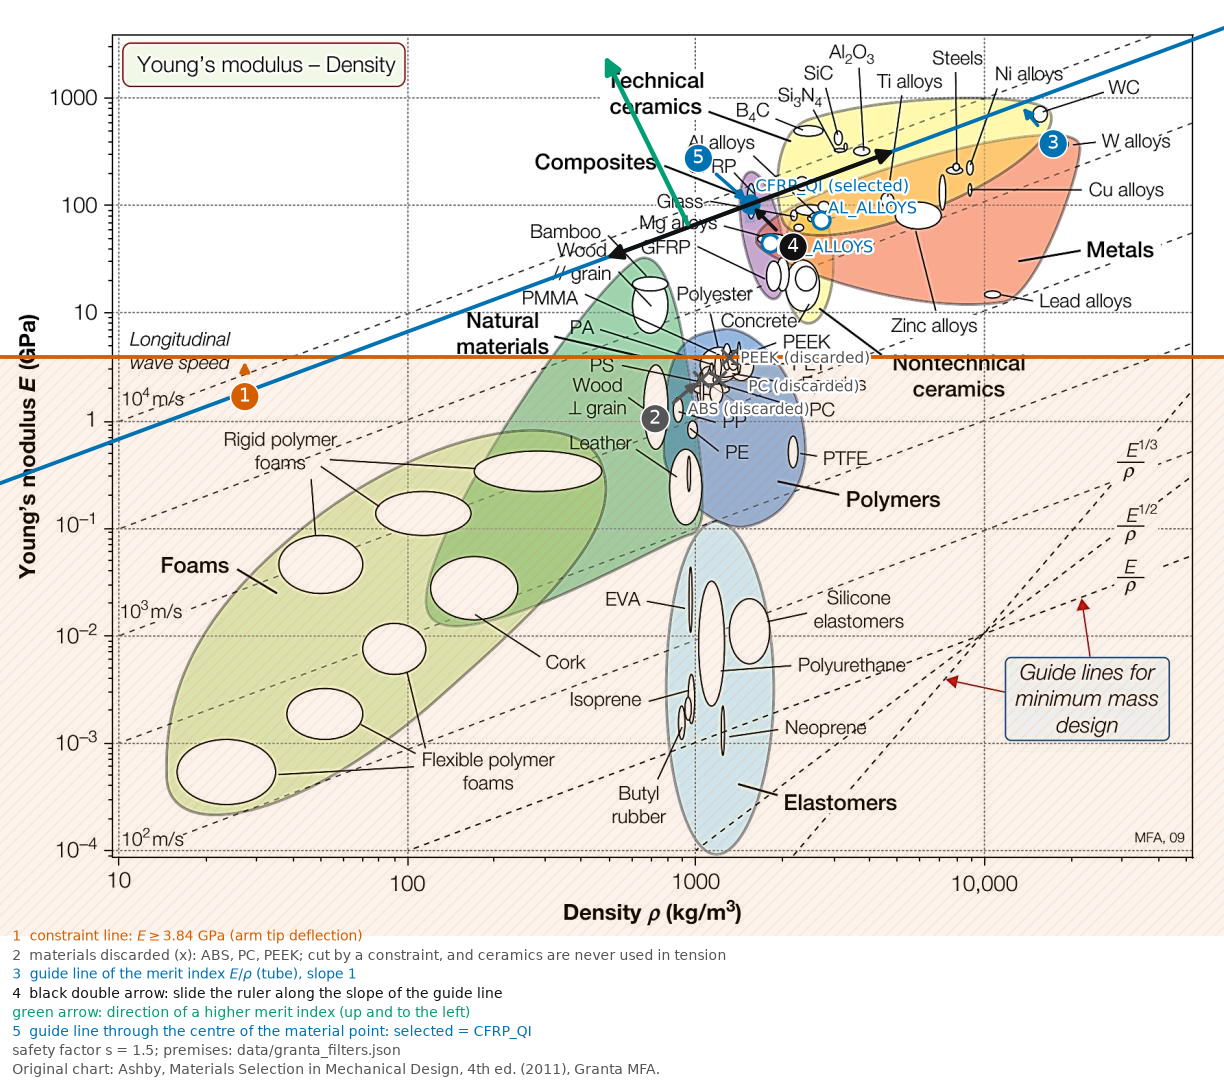 Young's modulus – Density
Technical
ceramics
Al2O3
SiC
Si3N4
B4C
Ti alloys
Steels
Ni alloys
WC
W alloys
Cu alloys
Metals
Lead alloys
Zinc alloys
Al alloys
Composites
5
3
CFRP_QI (selected)
AL_ALLOYS
Glass
Mg alloys
4
_ALLOYS
GFRP
Bamboo
Wood
// grain
Polyester
PMMA
Concrete
Natural
materials
PA
PEEK
PEEK (discarded)
Nontechnical
ceramics
PS
PC (discarded)
Wood
⊥ grain
ABS (discarded)
PC
2
PP
Leather
PE
PTFE
Polymers
Longitudinal
wave speed
1
10⁴ m/s
Rigid polymer
foams
Foams
10³ m/s
10² m/s
EVA
Silicone
elastomers
Cork
Polyurethane
Isoprene
Neoprene
Flexible polymer
foams
Butyl
rubber
Elastomers
E^1/3
ρ
E^1/2
ρ
E
ρ
Guide lines for
minimum mass
design
MFA, 09
Young's modulus E (GPa)
1000
100
10
1
10⁻¹
10⁻²
10⁻³
10⁻⁴
10
100
1000
10,000
Density ρ (kg/m³)
1 constraint line: E ≥ 3.84 GPa (arm tip deflection)
2 materials discarded (x): ABS, PC, PEEK; cut by a constraint, and ceramics are never used in tension
3 guide line of the merit index E/ρ (tube), slope 1
4 black double arrow: slide the ruler along the slope of the guide line
green arrow: direction of a higher merit index (up and to the left)
5 guide line through the centre of the material point: selected = CFRP_QI
safety factor s = 1.5; premises: data/granta_filters.json
Original chart: Ashby, Materials Selection in Mechanical Design, 4th ed. (2011), Granta MFA.